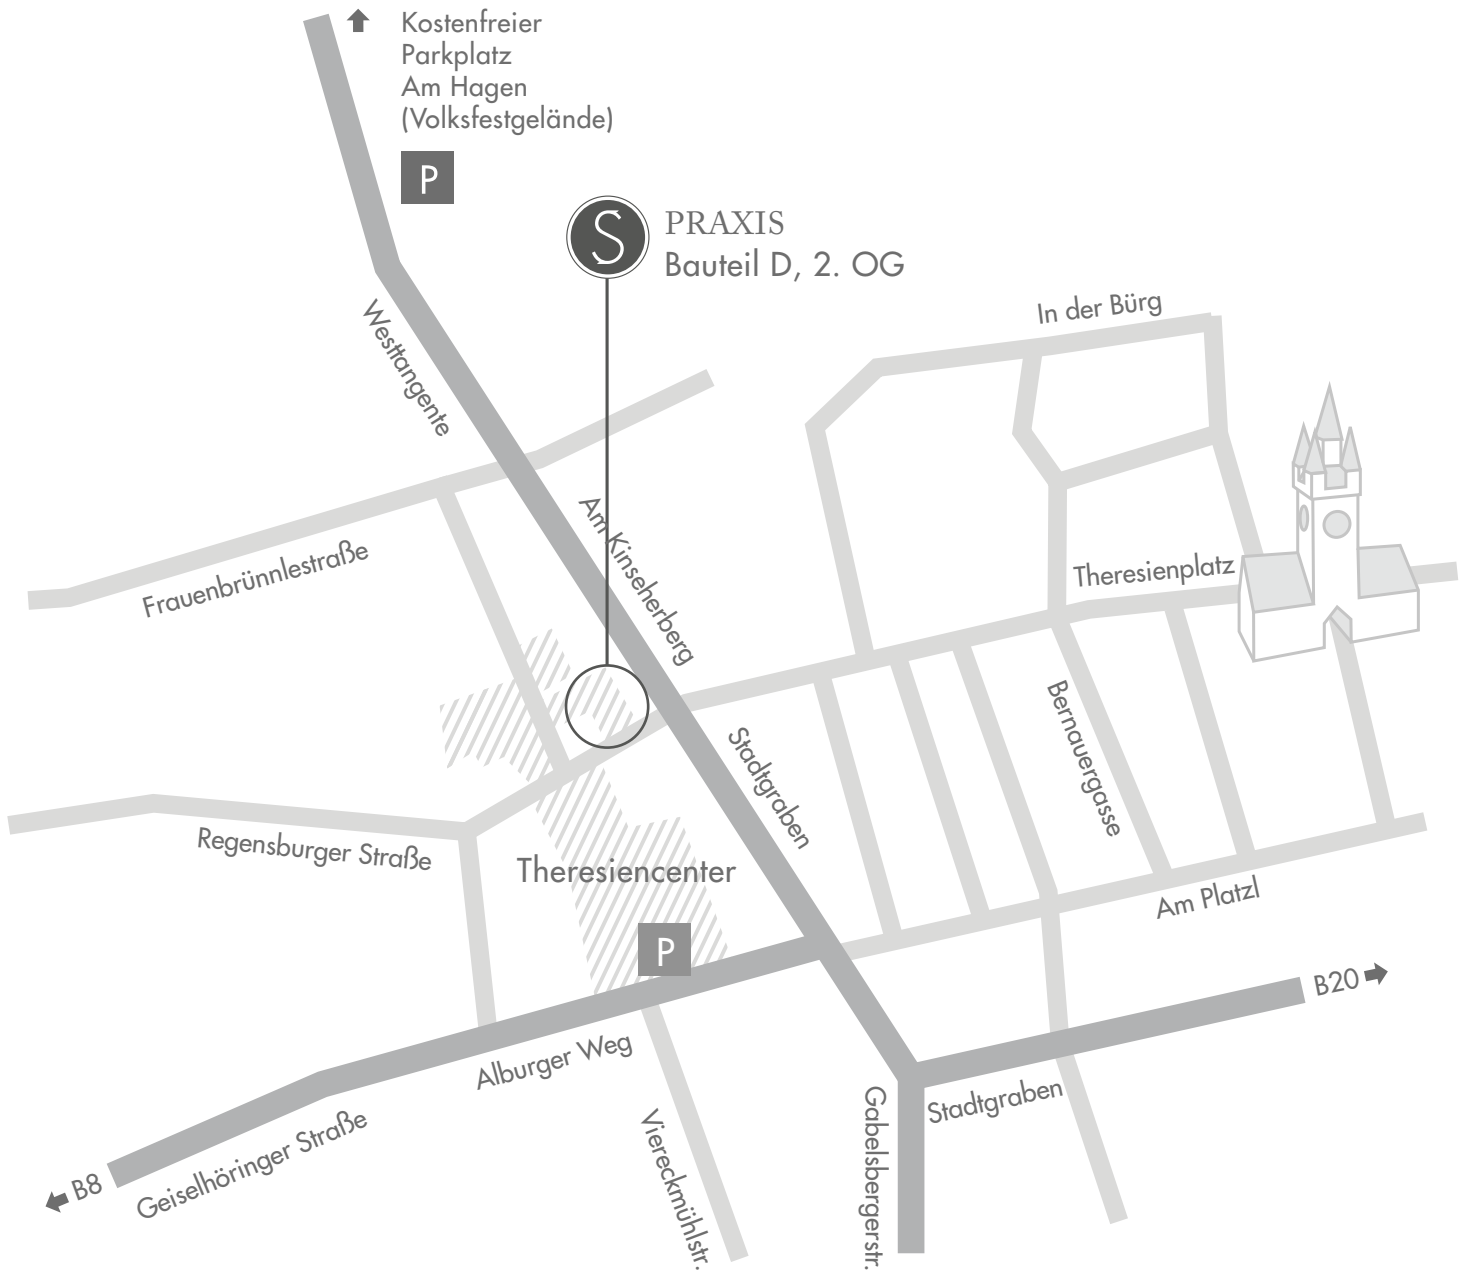 Kostenfreier
Parkplatz
Am Hagen
(Volksfestgelände)
P
S
PRAXIS
Bauteil D, 2. OG
In der Bürg
Westtangente
Am Kinseherberg
Frauenbrünnlestraße
Theresienplatz
Bernauergasse
Stadtgraben
Regensburger Straße
Theresiencenter
P
Am Platzl
B20
Alburger Weg
Stadtgraben
Gabelsbergerstr.
Viereckmühlstr.
Geiselhöringer Straße
B8